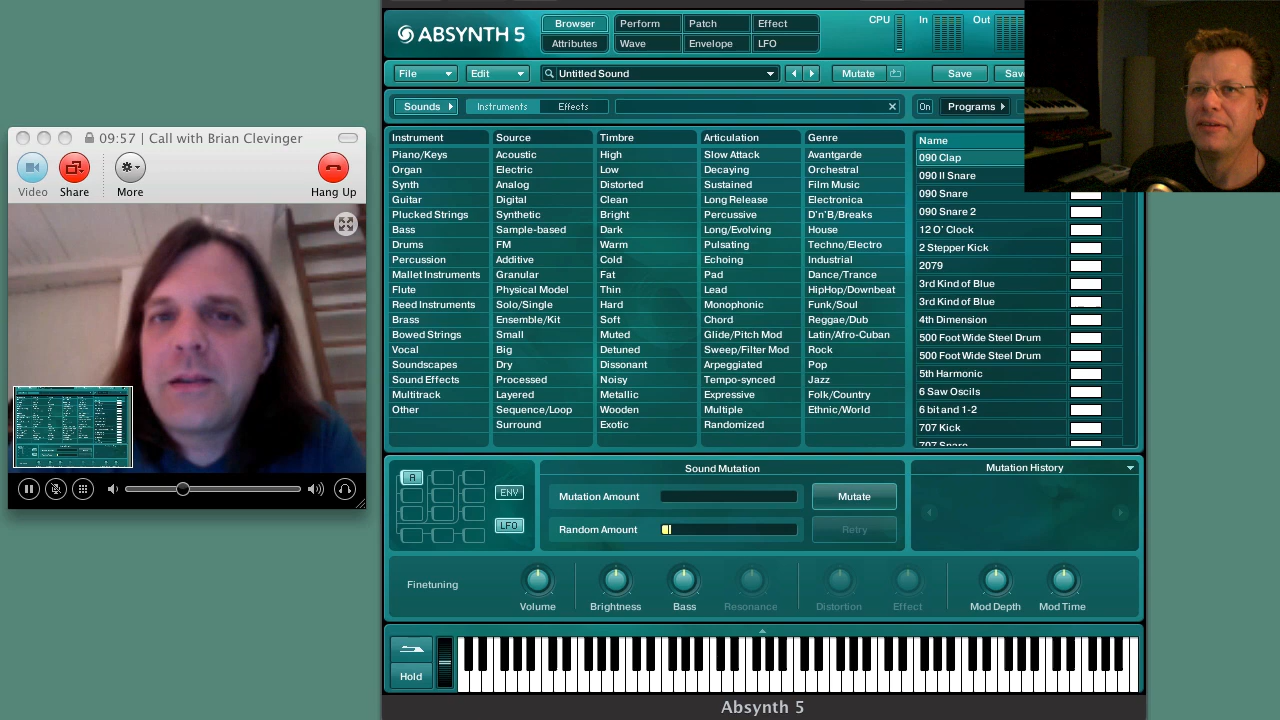 ABSYNTH 5
Browser Perform Patch Effect
Attributes Wave Envelope LFO
CPU In Out
File Edit Untitled Sound Mutate Save
Sounds Instruments Effects On Programs
Instrument Source Timbre Articulation Genre Name
Piano/Keys Acoustic High Slow Attack Avantgarde 090 Clap
Organ Electric Low Decaying Orchestral 090 II Snare
Synth Analog Distorted Sustained Film Music 090 Snare
Guitar Digital Clean Long Release Electronica 090 Snare 2
Plucked Strings Synthetic Bright Percussive D'n'B/Breaks
Bass Sample-based Dark Long/Evolving House 12 O' Clock
Drums FM Warm Pulsating Techno/Electro 2 Stepper Kick
Percussion Additive Cold Echoing Industrial 2079
Mallet Instruments Granular Fat Pad Dance/Trance 3rd Kind of Blue
Flute Physical Model Thin Lead HipHop/Downbeat 3rd Kind of Blue
Reed Instruments Solo/Single Hard Monophonic Funk/Soul
Brass Ensemble/Kit Soft Chord Reggae/Dub 4th Dimension
Bowed Strings Small Muted Glide/Pitch Mod Latin/Afro-Cuban 500 Foot Wide Steel Drum
Vocal Big Detuned Sweep/Filter Mod Rock 500 Foot Wide Steel Drum
Soundscapes Dry Dissonant Arpeggiated Pop 5th Harmonic
Sound Effects Processed Noisy Tempo-synced Jazz 6 Saw Oscils
Multitrack Layered Metallic Expressive Folk/Country 6 bit and 1-2
Other Sequence/Loop Wooden Multiple Ethnic/World
Surround Exotic Randomized 707 Kick
707 Snare
09:57 | Call with Brian Clevinger
Video Share More Hang Up
A
ENV
LFO
Sound Mutation
Mutation Amount Mutate
Random Amount Retry
Mutation History
Finetuning
Volume Brightness Bass Resonance Distortion Effect Mod Depth Mod Time
Hold
Absynth 5